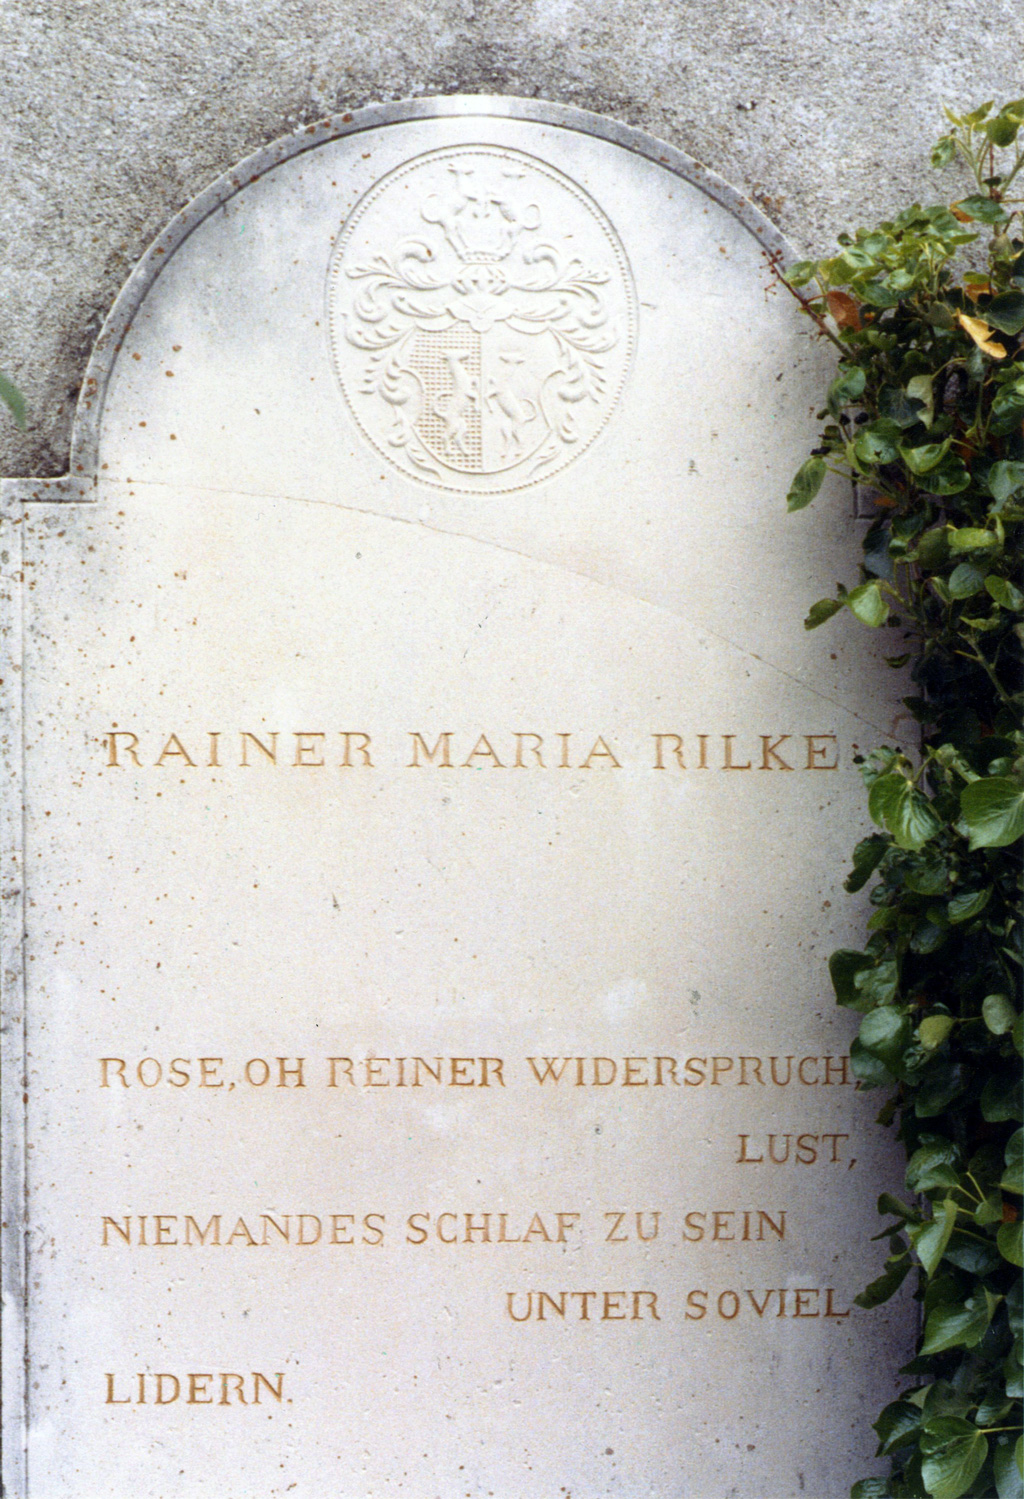 RAINER MARIA RILKE
ROSE, OH REINER WIDERSPRUCH,
LUST,
NIEMANDES SCHLAF ZU SEIN
UNTER SOVIEL
LIDERN.